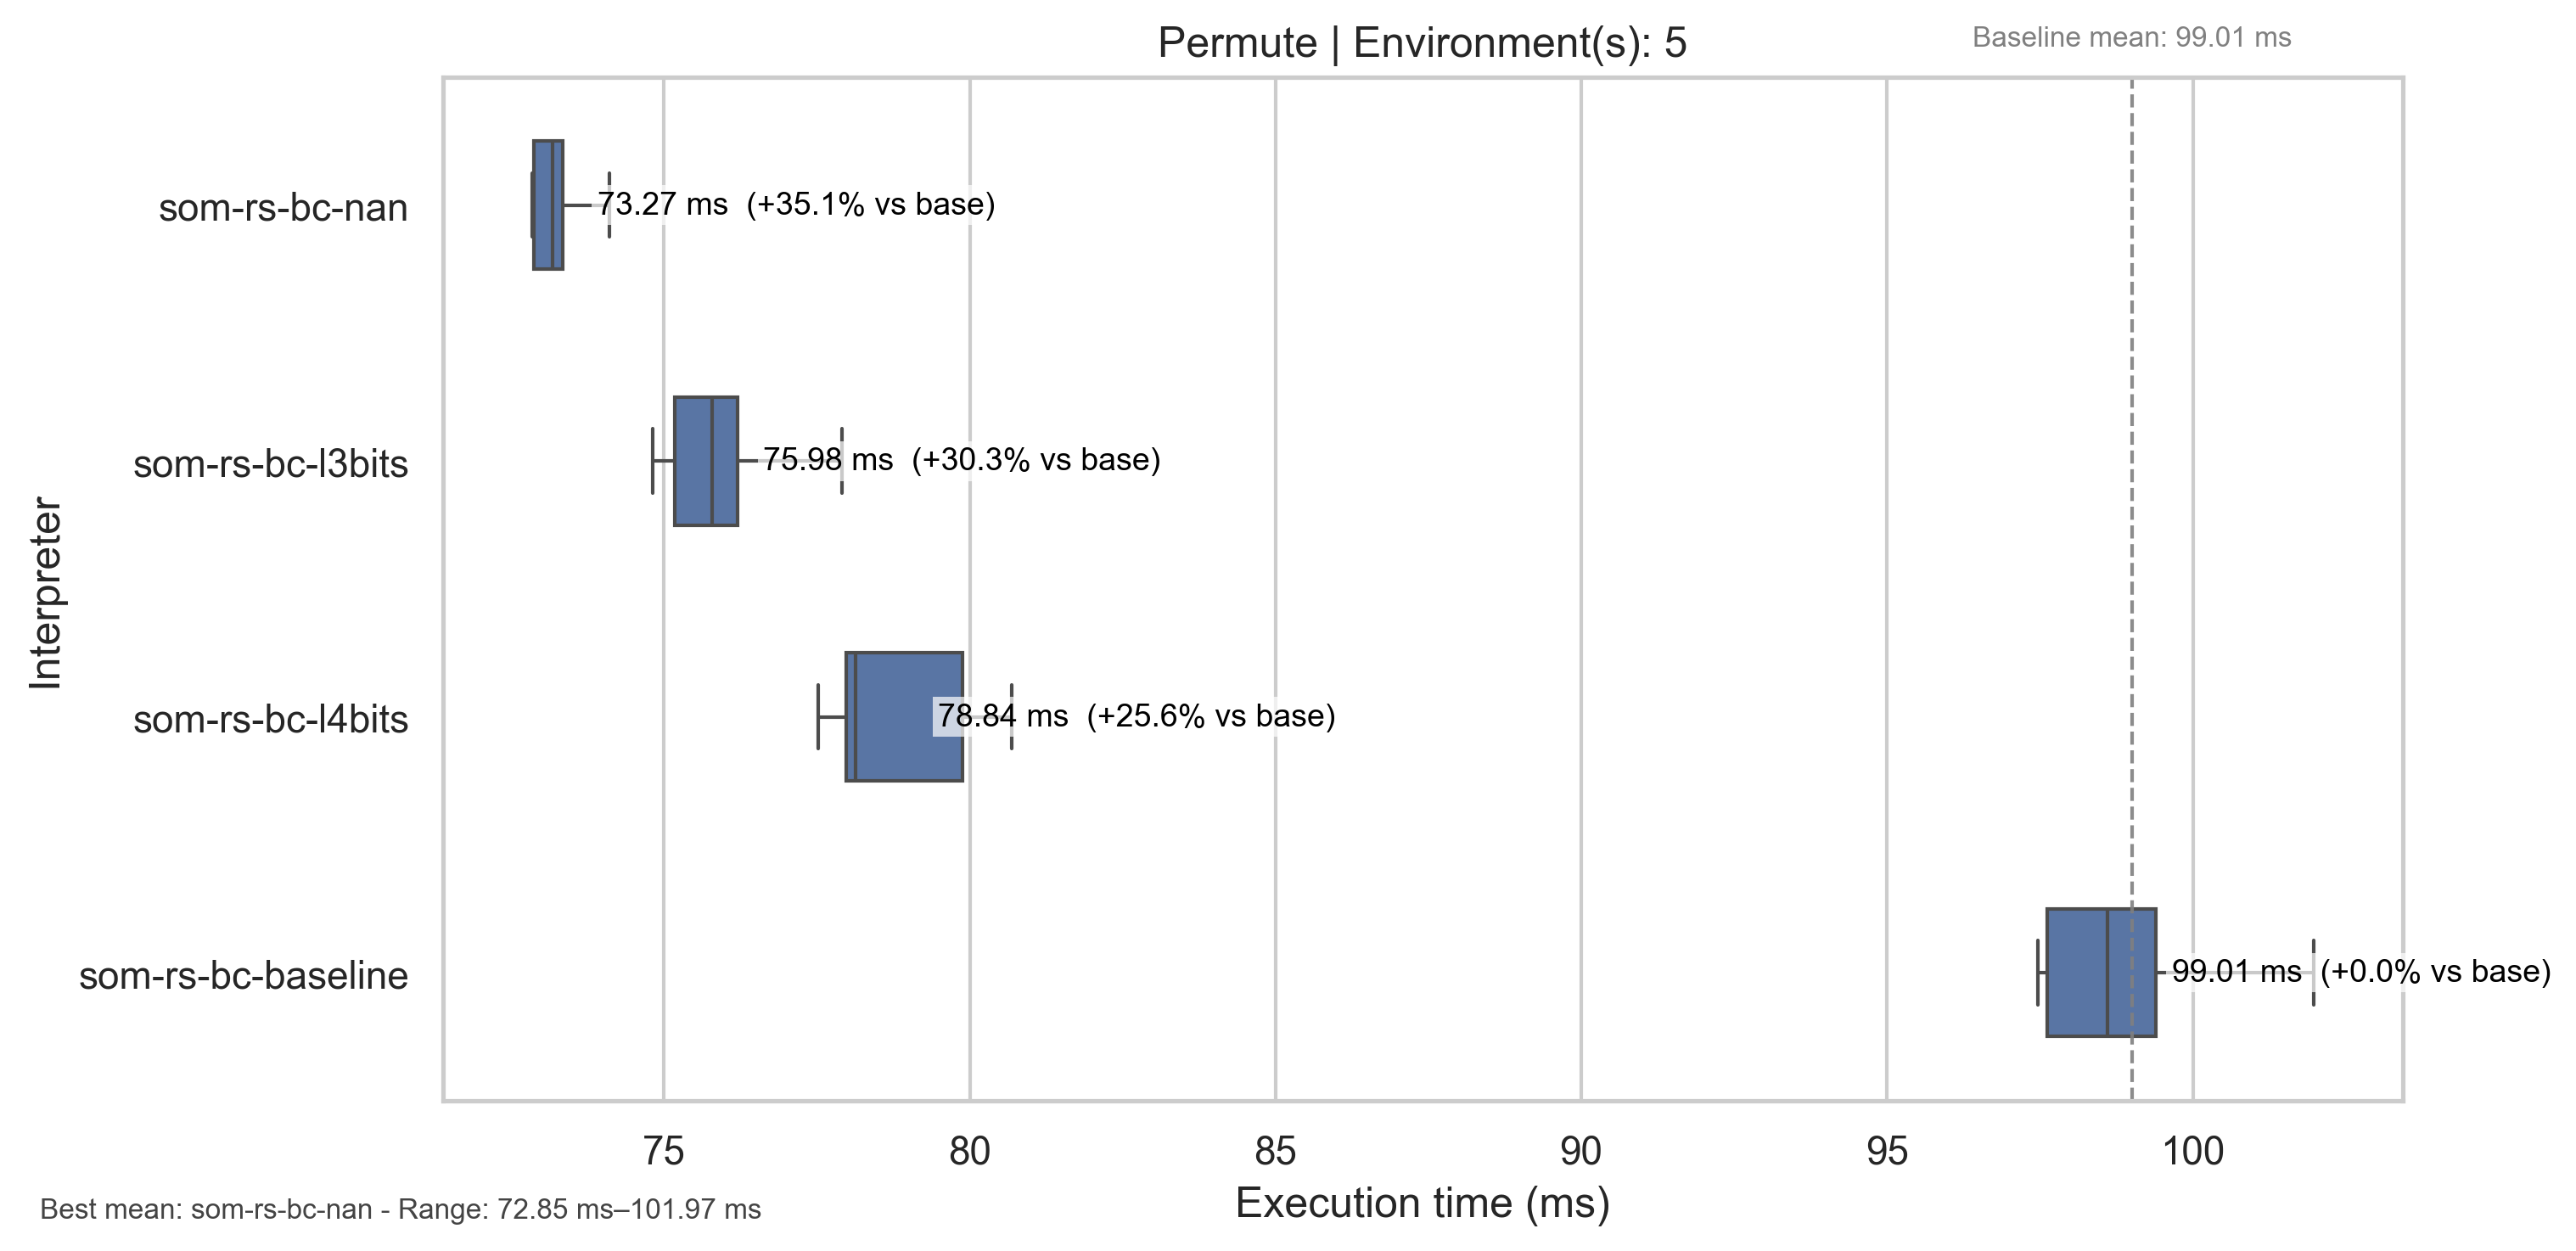 Permute | Environment(s): 5
Baseline mean: 99.01 ms
Interpreter
som-rs-bc-nan
73.27 ms (+35.1% vs base)
som-rs-bc-l3bits
75.98 ms (+30.3% vs base)
som-rs-bc-l4bits
78.84 ms (+25.6% vs base)
som-rs-bc-baseline
99.01 ms (+0.0% vs base)
75 80 85 90 95 100
Execution time (ms)
Best mean: som-rs-bc-nan - Range: 72.85 ms–101.97 ms